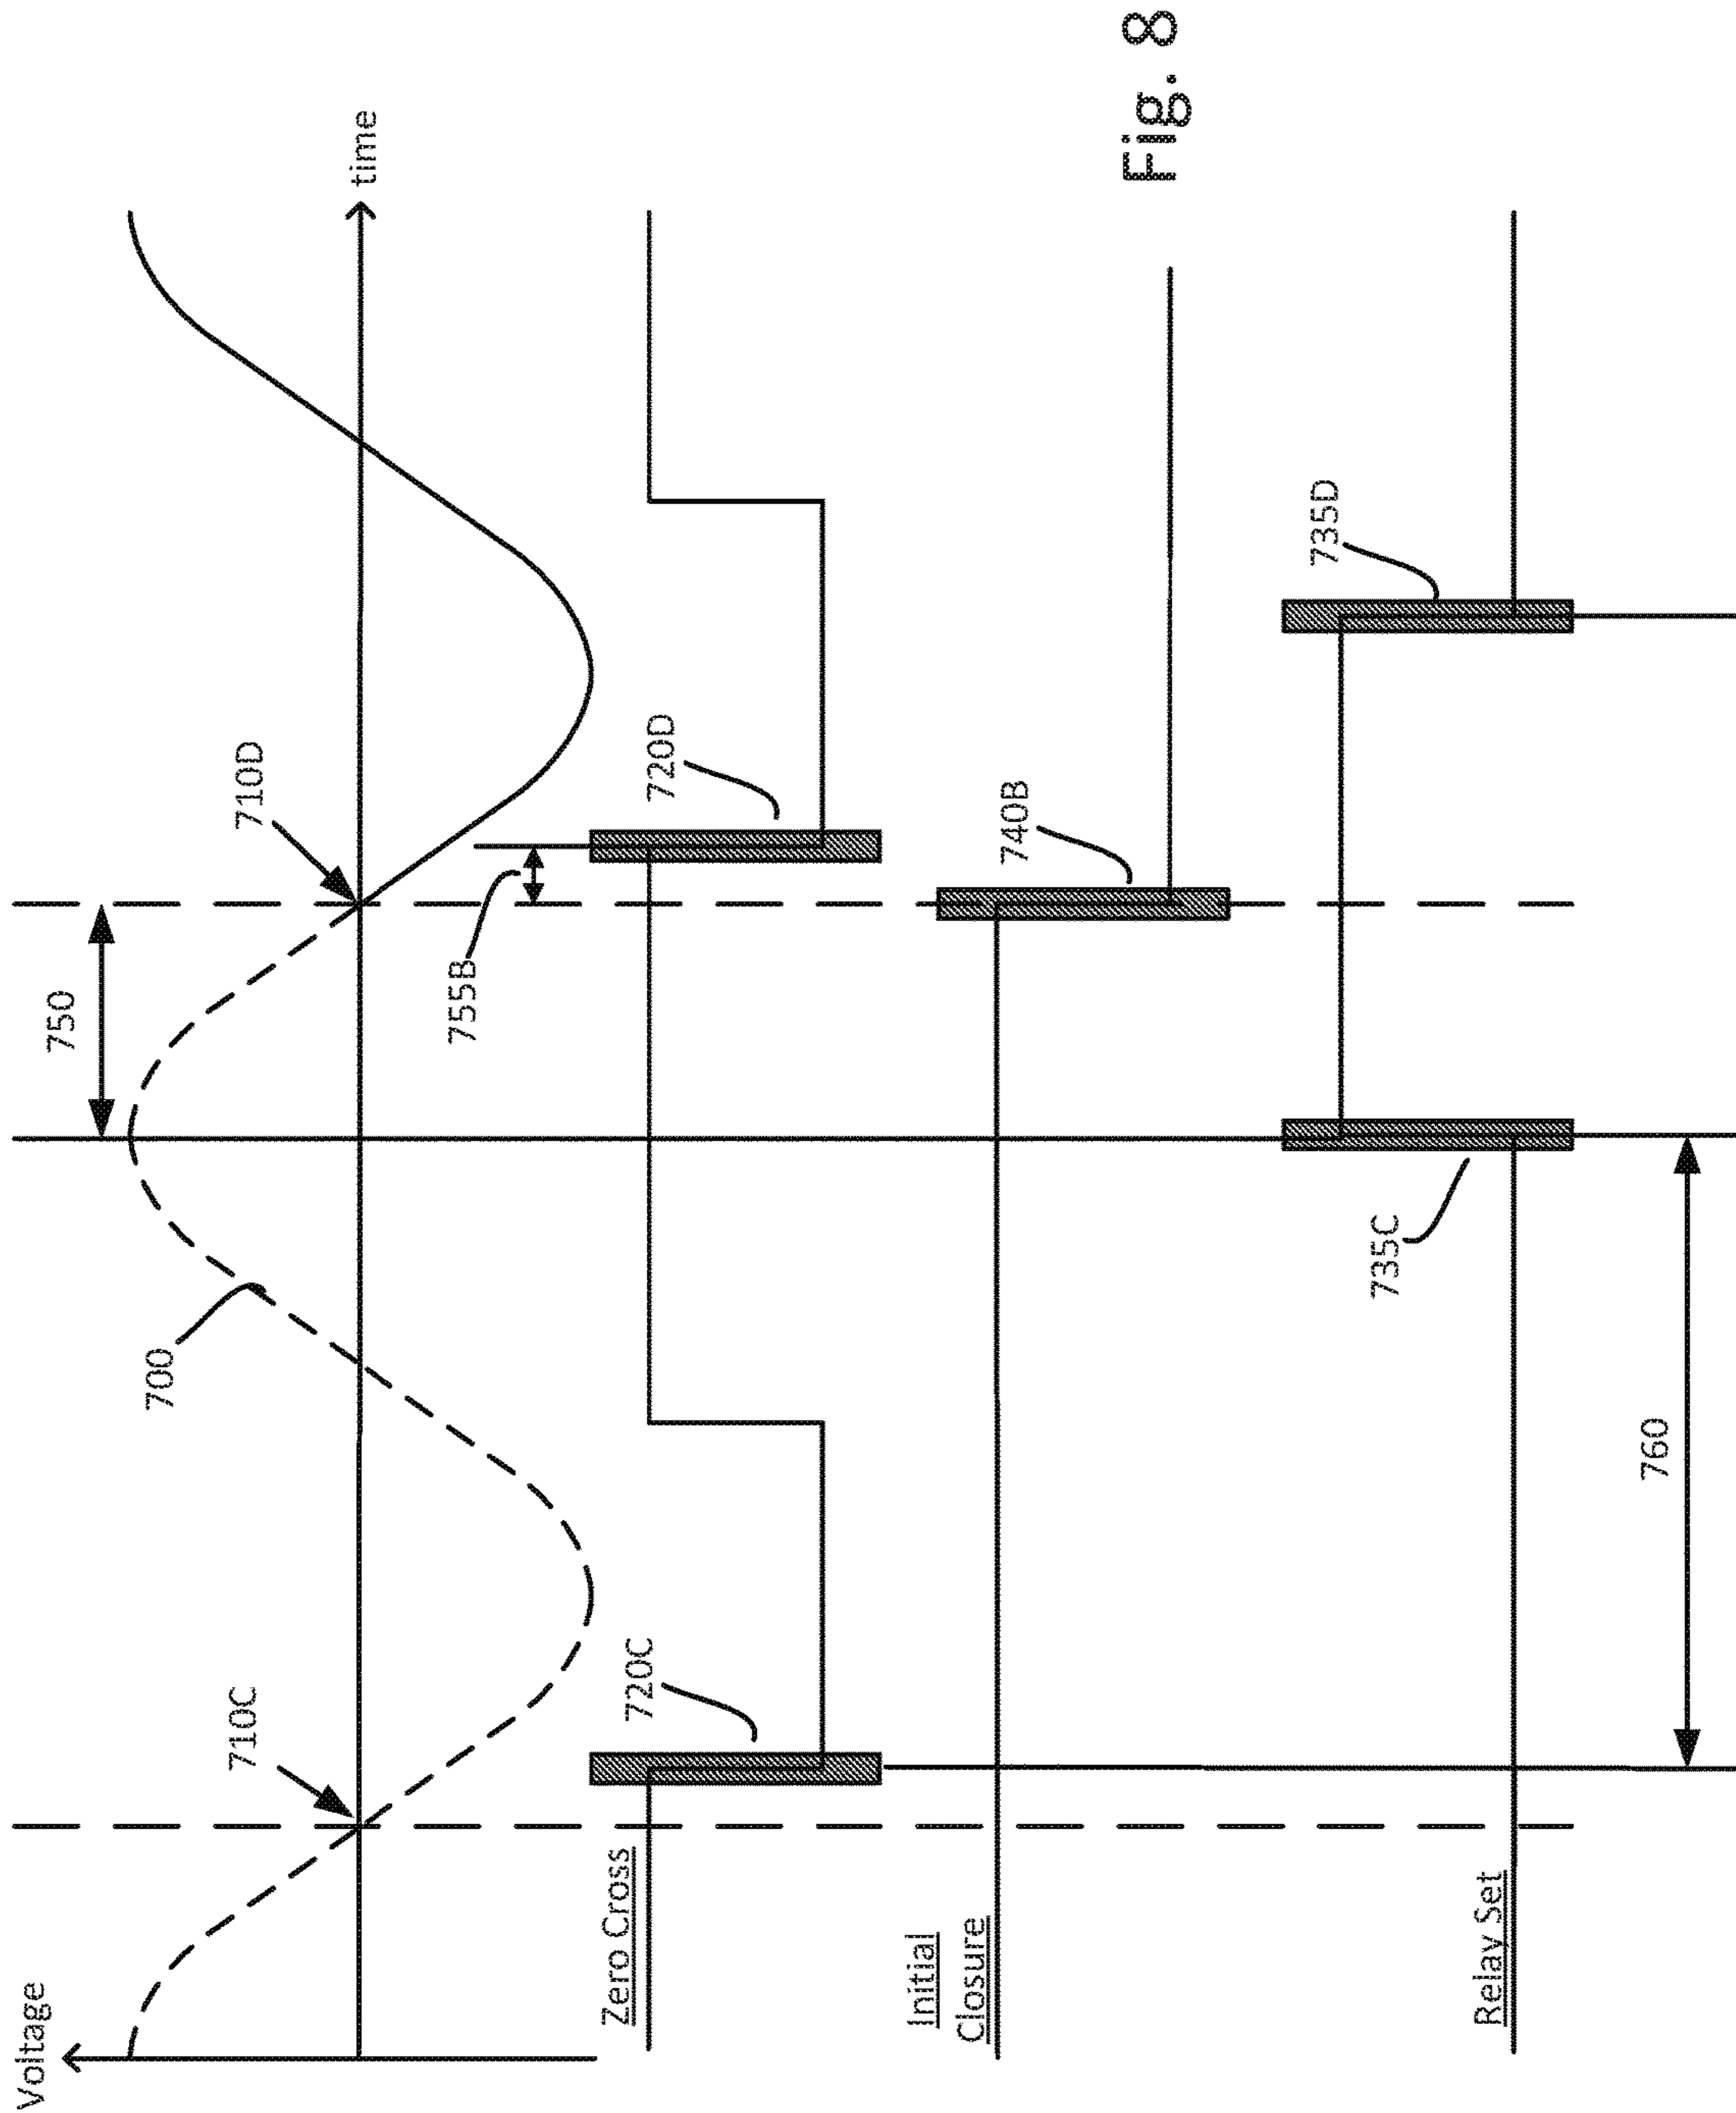 Voltage
750
700
710C
710D
time
755B
Zero Cross
720C
720D
Initial
Closure
740B
Fig. 8
Relay Set
735C
735D
760